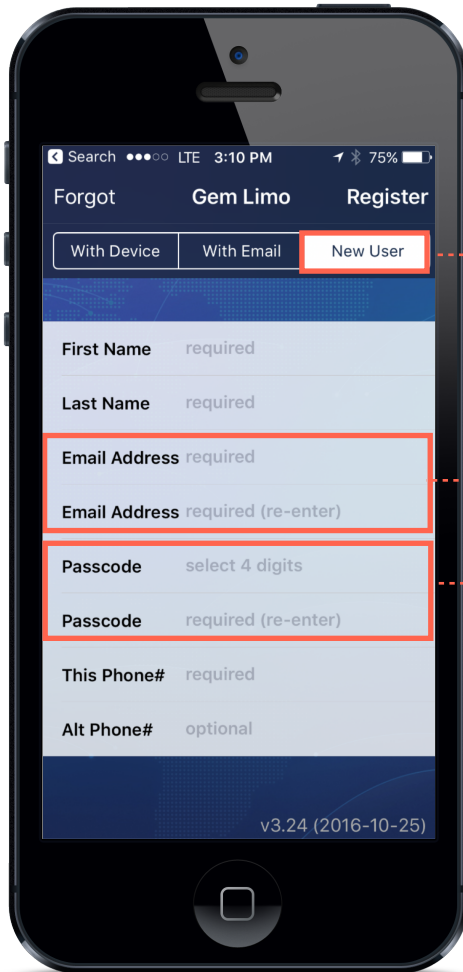 Search LTE 3:10 PM 75%
Forgot Gem Limo Register
With Device With Email New User
First Name required
Last Name required
Email Address required
Email Address required (re-enter)
Passcode select 4 digits
Passcode required (re-enter)
This Phone# required
Alt Phone# optional
v3.24 (2016-10-25)